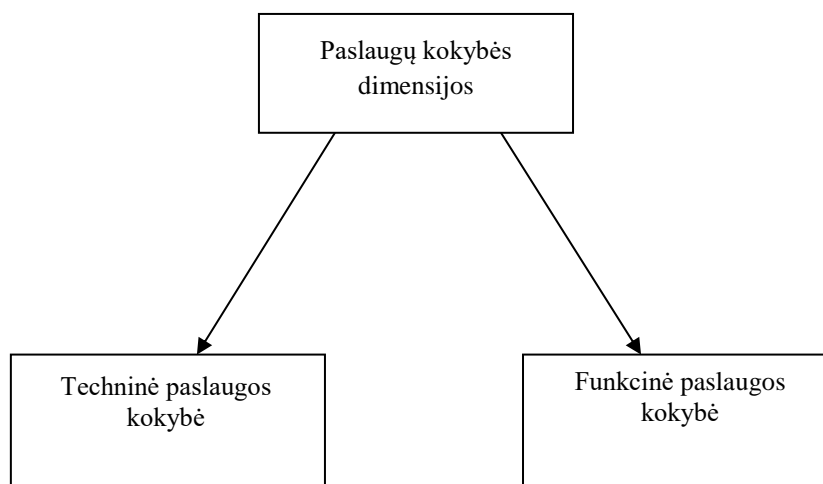 Paslaugų kokybės
dimensijos
Techninė paslaugos
kokybė
Funkcinė paslaugos
kokybė